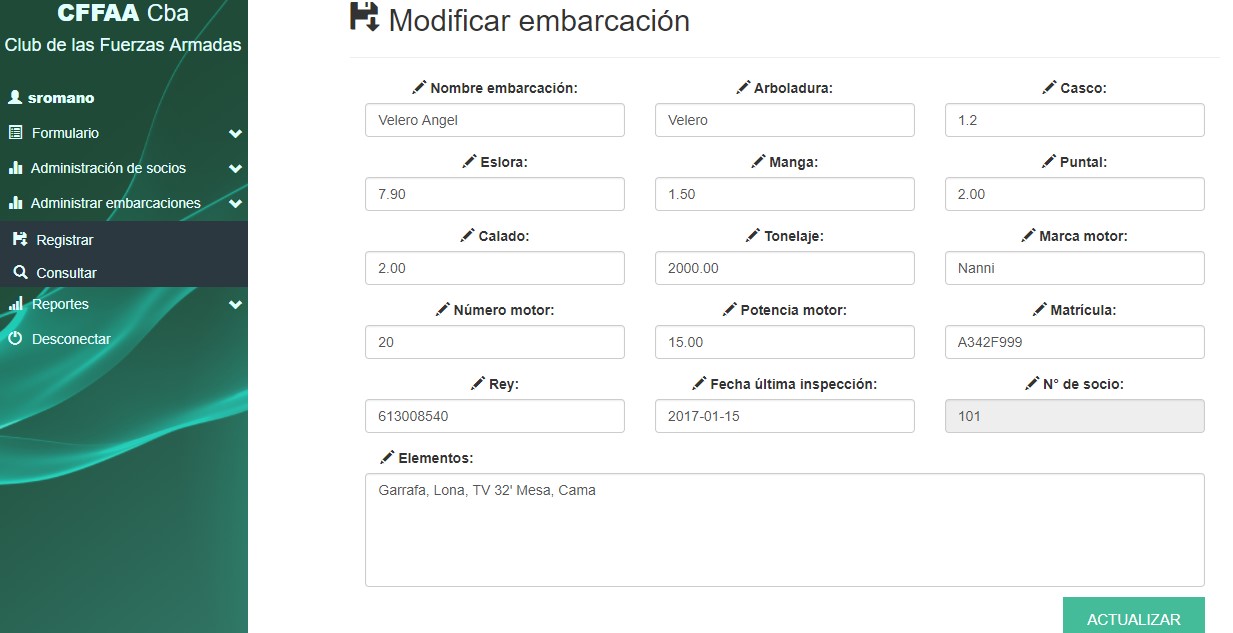 CFFAA Cba
Club de las Fuerzas Armadas
sromano
Formulario
Administración de socios
Administrar embarcaciones
Registrar
Consultar
Reportes
Desconectar
Modificar embarcación
Nombre embarcación: Arboladura: Casco:
Velero Angel Velero 1.2
Eslora: Manga: Puntal:
7.90 1.50 2.00
Calado: Tonelaje: Marca motor:
2.00 2000.00 Nanni
Número motor: Potencia motor: Matrícula:
20 15.00 A342F999
Rey: Fecha última inspección: N° de socio:
613008540 2017-01-15 101
Elementos:
Garrafa, Lona, TV 32' Mesa, Cama
ACTUALIZAR